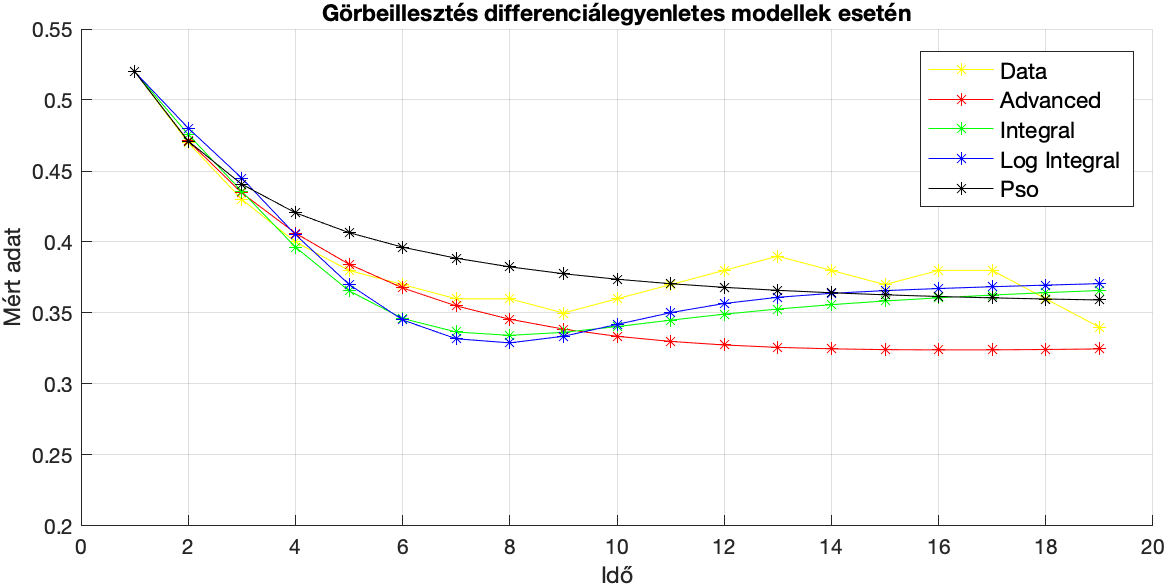 Görbeillesztés differenciálegyenletes modellek esetén
0.55
0.5
0.45
0.4
0.35
0.3
0.25
0.2
Mért adat
Data
Advanced
Integral
Log Integral
Pso
0 2 4 6 8 10 12 14 16 18 20
Idő